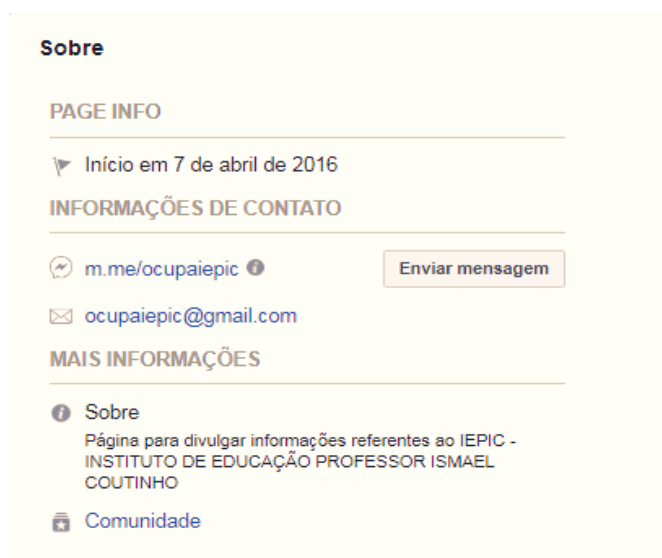 Sobre
PAGE INFO
Início em 7 de abril de 2016
INFORMAÇÕES DE CONTATO
m.me/ocupaiepic
Enviar mensagem
ocupaiepic@gmail.com
MAIS INFORMAÇÕES
Sobre
Página para divulgar informações referentes ao IEPIC -
INSTITUTO DE EDUCAÇÃO PROFESSOR ISMAEL
COUTINHO
Comunidade